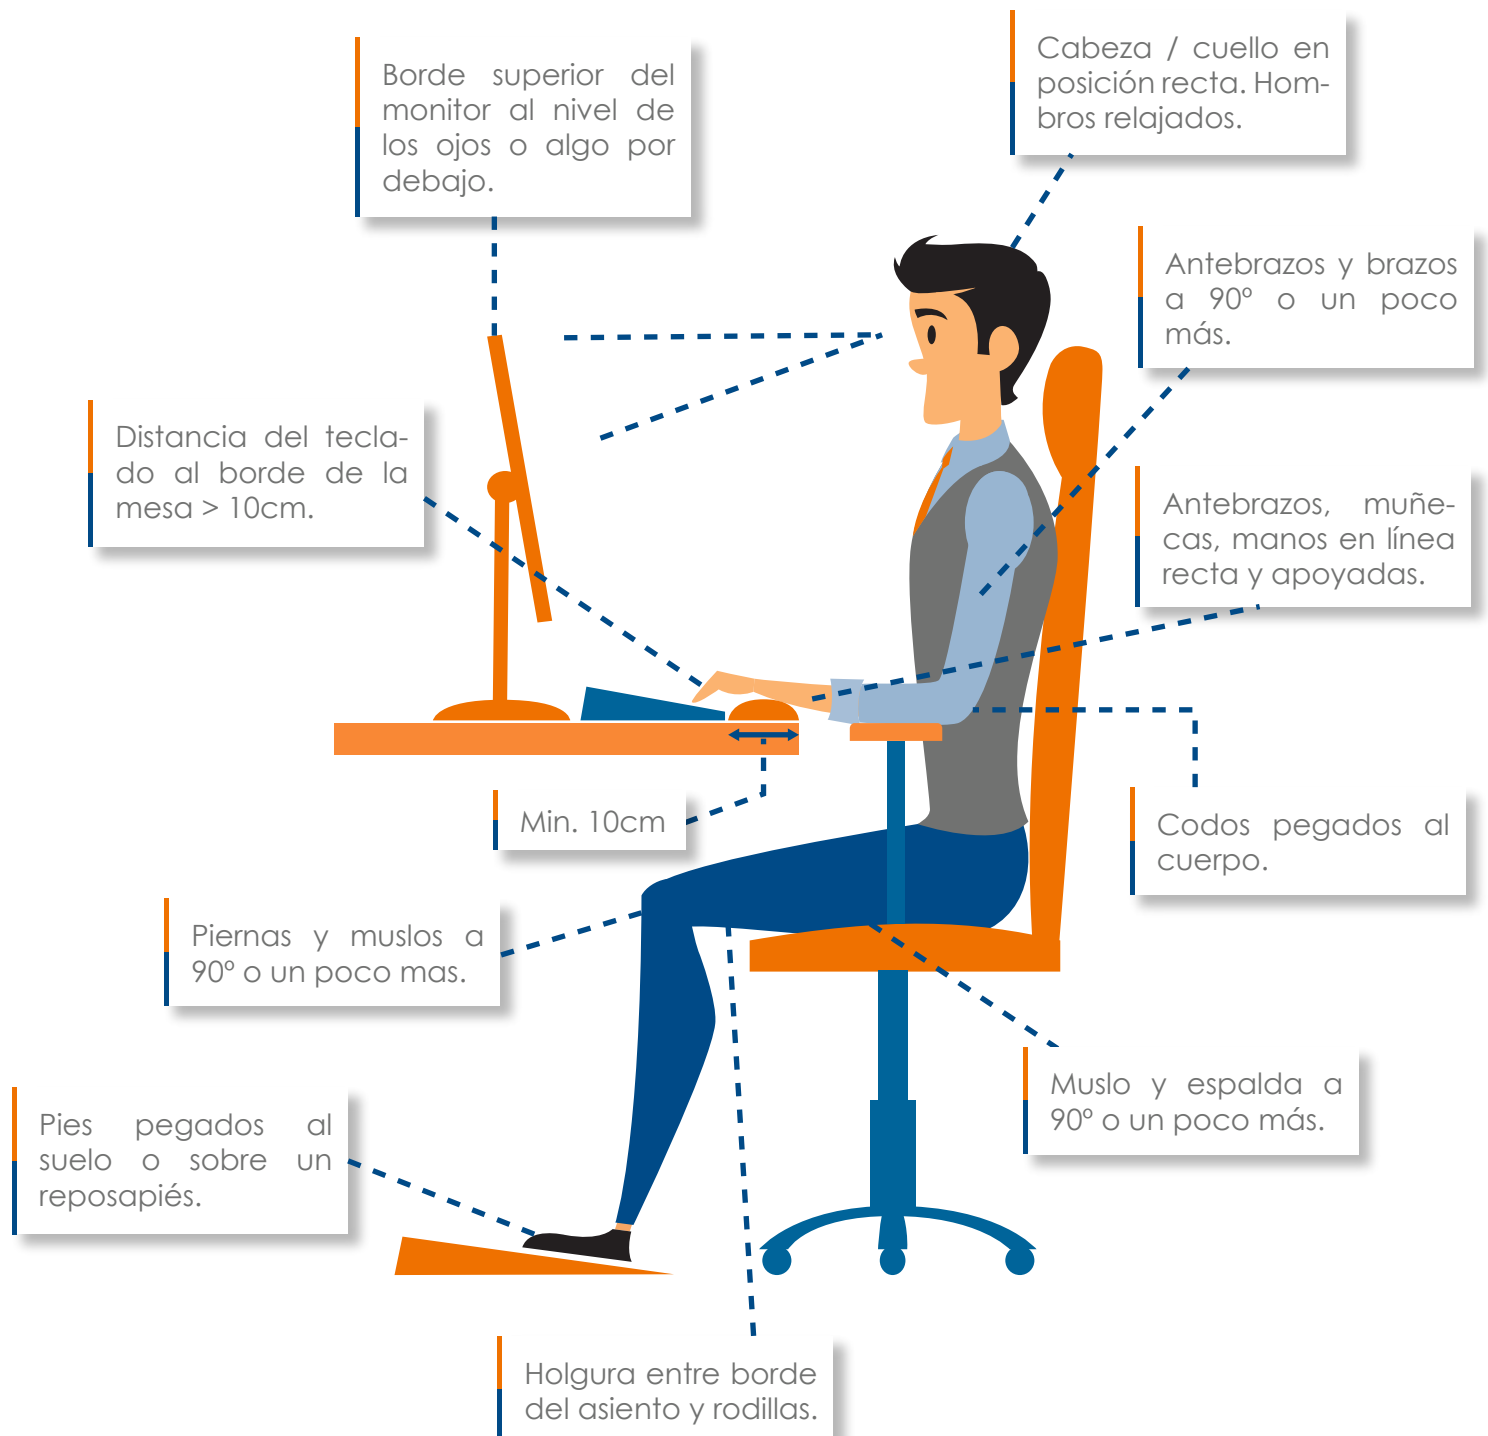 Borde superior del
monitor al nivel de
los ojos o algo por
debajo.
Cabeza / cuello en
posición recta. Hom-
bros relajados.
Antebrazos y brazos
a 90º o un poco
más.
Distancia del tecla-
do al borde de la
mesa > 10cm.
Antebrazos, muñe-
cas, manos en línea
recta y apoyadas.
Min. 10cm
Codos pegados al
cuerpo.
Piernas y muslos a
90º o un poco mas.
Muslo y espalda a
90º o un poco más.
Pies pegados al
suelo o sobre un
reposapiés.
Holgura entre borde
del asiento y rodillas.